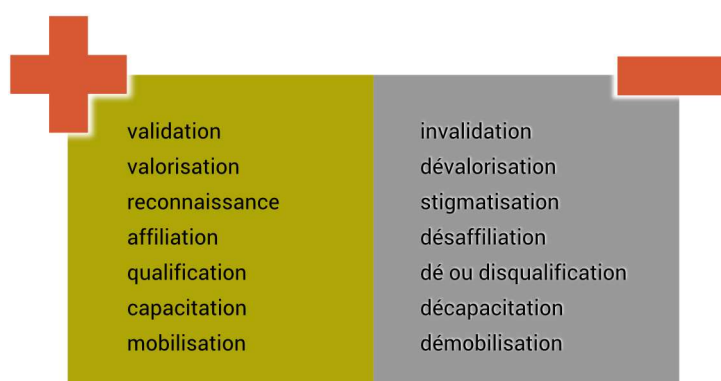 validation
valorisation
reconnaissance
affiliation
qualification
capacitation
mobilisation
invalidation
dévalorisation
stigmatisation
désaffiliation
dé ou disqualification
décapacitation
démobilisation